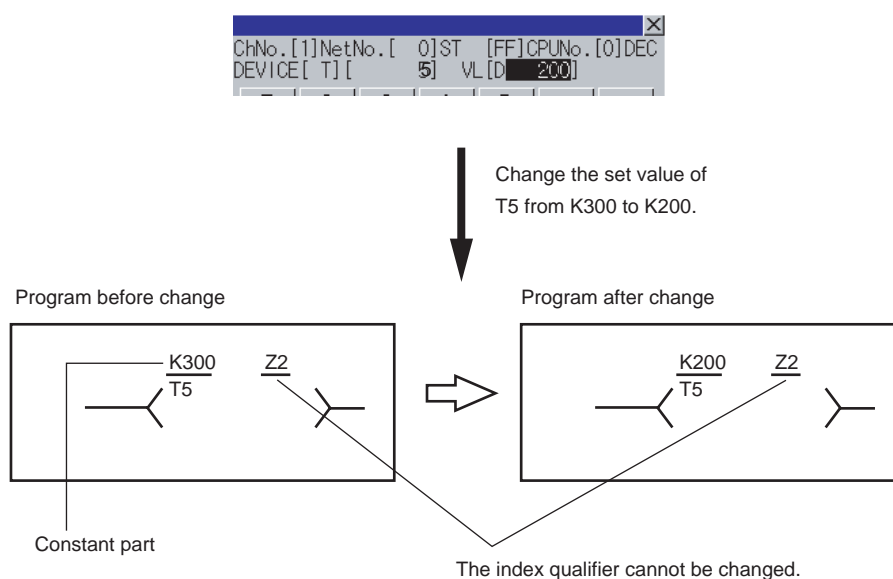 ChNo.[1]NetNo.[ 0]ST [FF]CPUNo.[0]DEC
DEVICE[ T][ 5] VL[D 200]
Change the set value of
T5 from K300 to K200.
Program before change
Program after change
K300 Z2
T5
K200 Z2
T5
Constant part
The index qualifier cannot be changed.